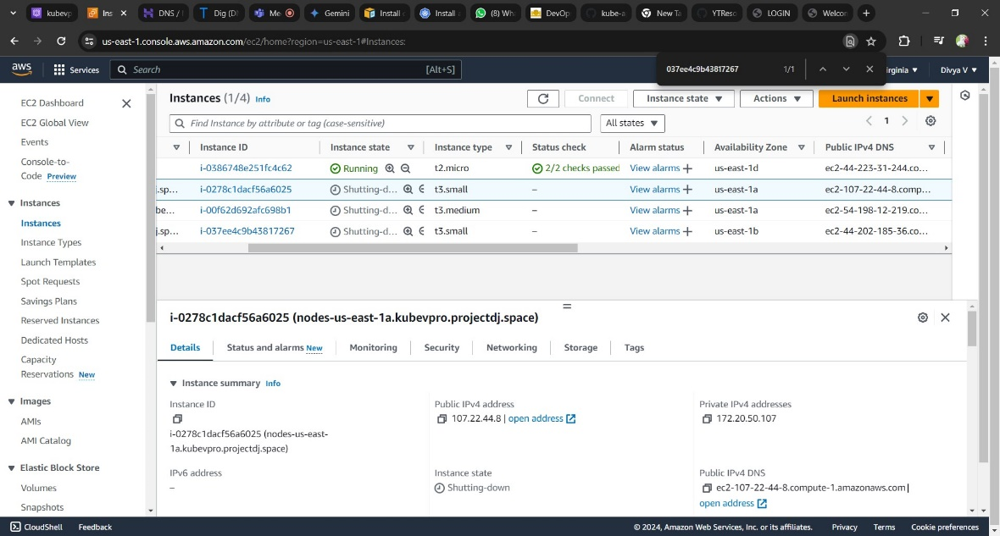 kubevp
Ins
DNS /
Dig (D
Me
Gemini
Install
Install
(8) Wh
DevOp
kube-a
New Ta
YTReso
LOGIN
Welcon
us-east-1.console.aws.amazon.com/ec2/home?region=us-east-1#Instances:
aws
Services
Search
[Alt+S]
037ee4c9b43817267
1/1
irginia
Divya V
EC2 Dashboard
EC2 Global View
Events
Console-to-
Code Preview
Instances
Instances
Instance Types
Launch Templates
Spot Requests
Savings Plans
Reserved Instances
Dedicated Hosts
Capacity
Reservations New
Images
AMIs
AMI Catalog
Elastic Block Store
Volumes
Snapshots
Instances (1/4) Info
Connect
Instance state
Actions
Launch instances
Find Instance by attribute or tag (case-sensitive)
All states
1
Instance ID Instance state Instance type Status check Alarm status Availability Zone Public IPv4 DNS
i-0386748e251fc4c62 Running t2.micro 2/2 checks passed View alarms + us-east-1d ec2-44-223-31-244.co...
j.sp... i-0278c1dacf56a6025 Shutting-d... t3.small – View alarms + us-east-1a ec2-107-22-44-8.comp...
be... i-00f62d692afc698b1 Shutting-d... t3.medium – View alarms + us-east-1a ec2-54-198-12-219.co...
j.sp... i-037ee4c9b43817267 Shutting-d... t3.small – View alarms + us-east-1b ec2-44-202-185-36.co...
i-0278c1dacf56a6025 (nodes-us-east-1a.kubevpro.projectdj.space)
Details Status and alarms New Monitoring Security Networking Storage Tags
Instance summary Info
Instance ID
i-0278c1dacf56a6025 (nodes-us-east-
1a.kubevpro.projectdj.space)
Public IPv4 address
107.22.44.8 | open address
Private IPv4 addresses
172.20.50.107
IPv6 address
–
Instance state
Shutting-down
Public IPv4 DNS
ec2-107-22-44-8.compute-1.amazonaws.com |
open address
CloudShell
Feedback
© 2024, Amazon Web Services, Inc. or its affiliates.
Privacy
Terms
Cookie preferences